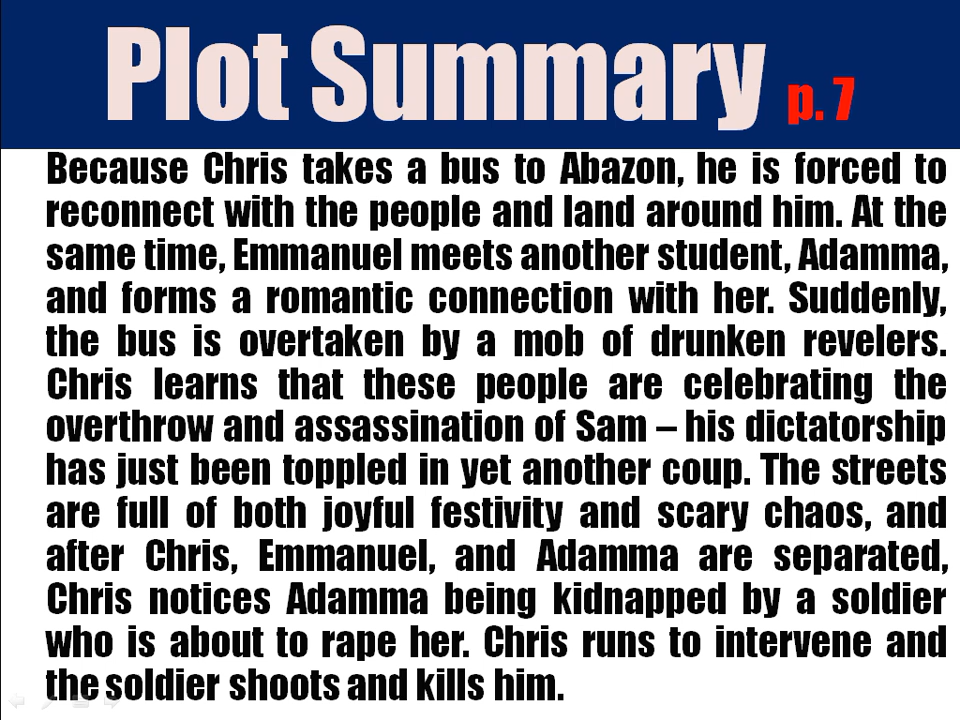 Plot Summary p. 7
Because Chris takes a bus to Abazon, he is forced to
reconnect with the people and land around him. At the
same time, Emmanuel meets another student, Adamma,
and forms a romantic connection with her. Suddenly,
the bus is overtaken by a mob of drunken revelers.
Chris learns that these people are celebrating the
overthrow and assassination of Sam – his dictatorship
has just been toppled in yet another coup. The streets
are full of both joyful festivity and scary chaos, and
after Chris, Emmanuel, and Adamma are separated,
Chris notices Adamma being kidnapped by a soldier
who is about to rape her. Chris runs to intervene and
the soldier shoots and kills him.